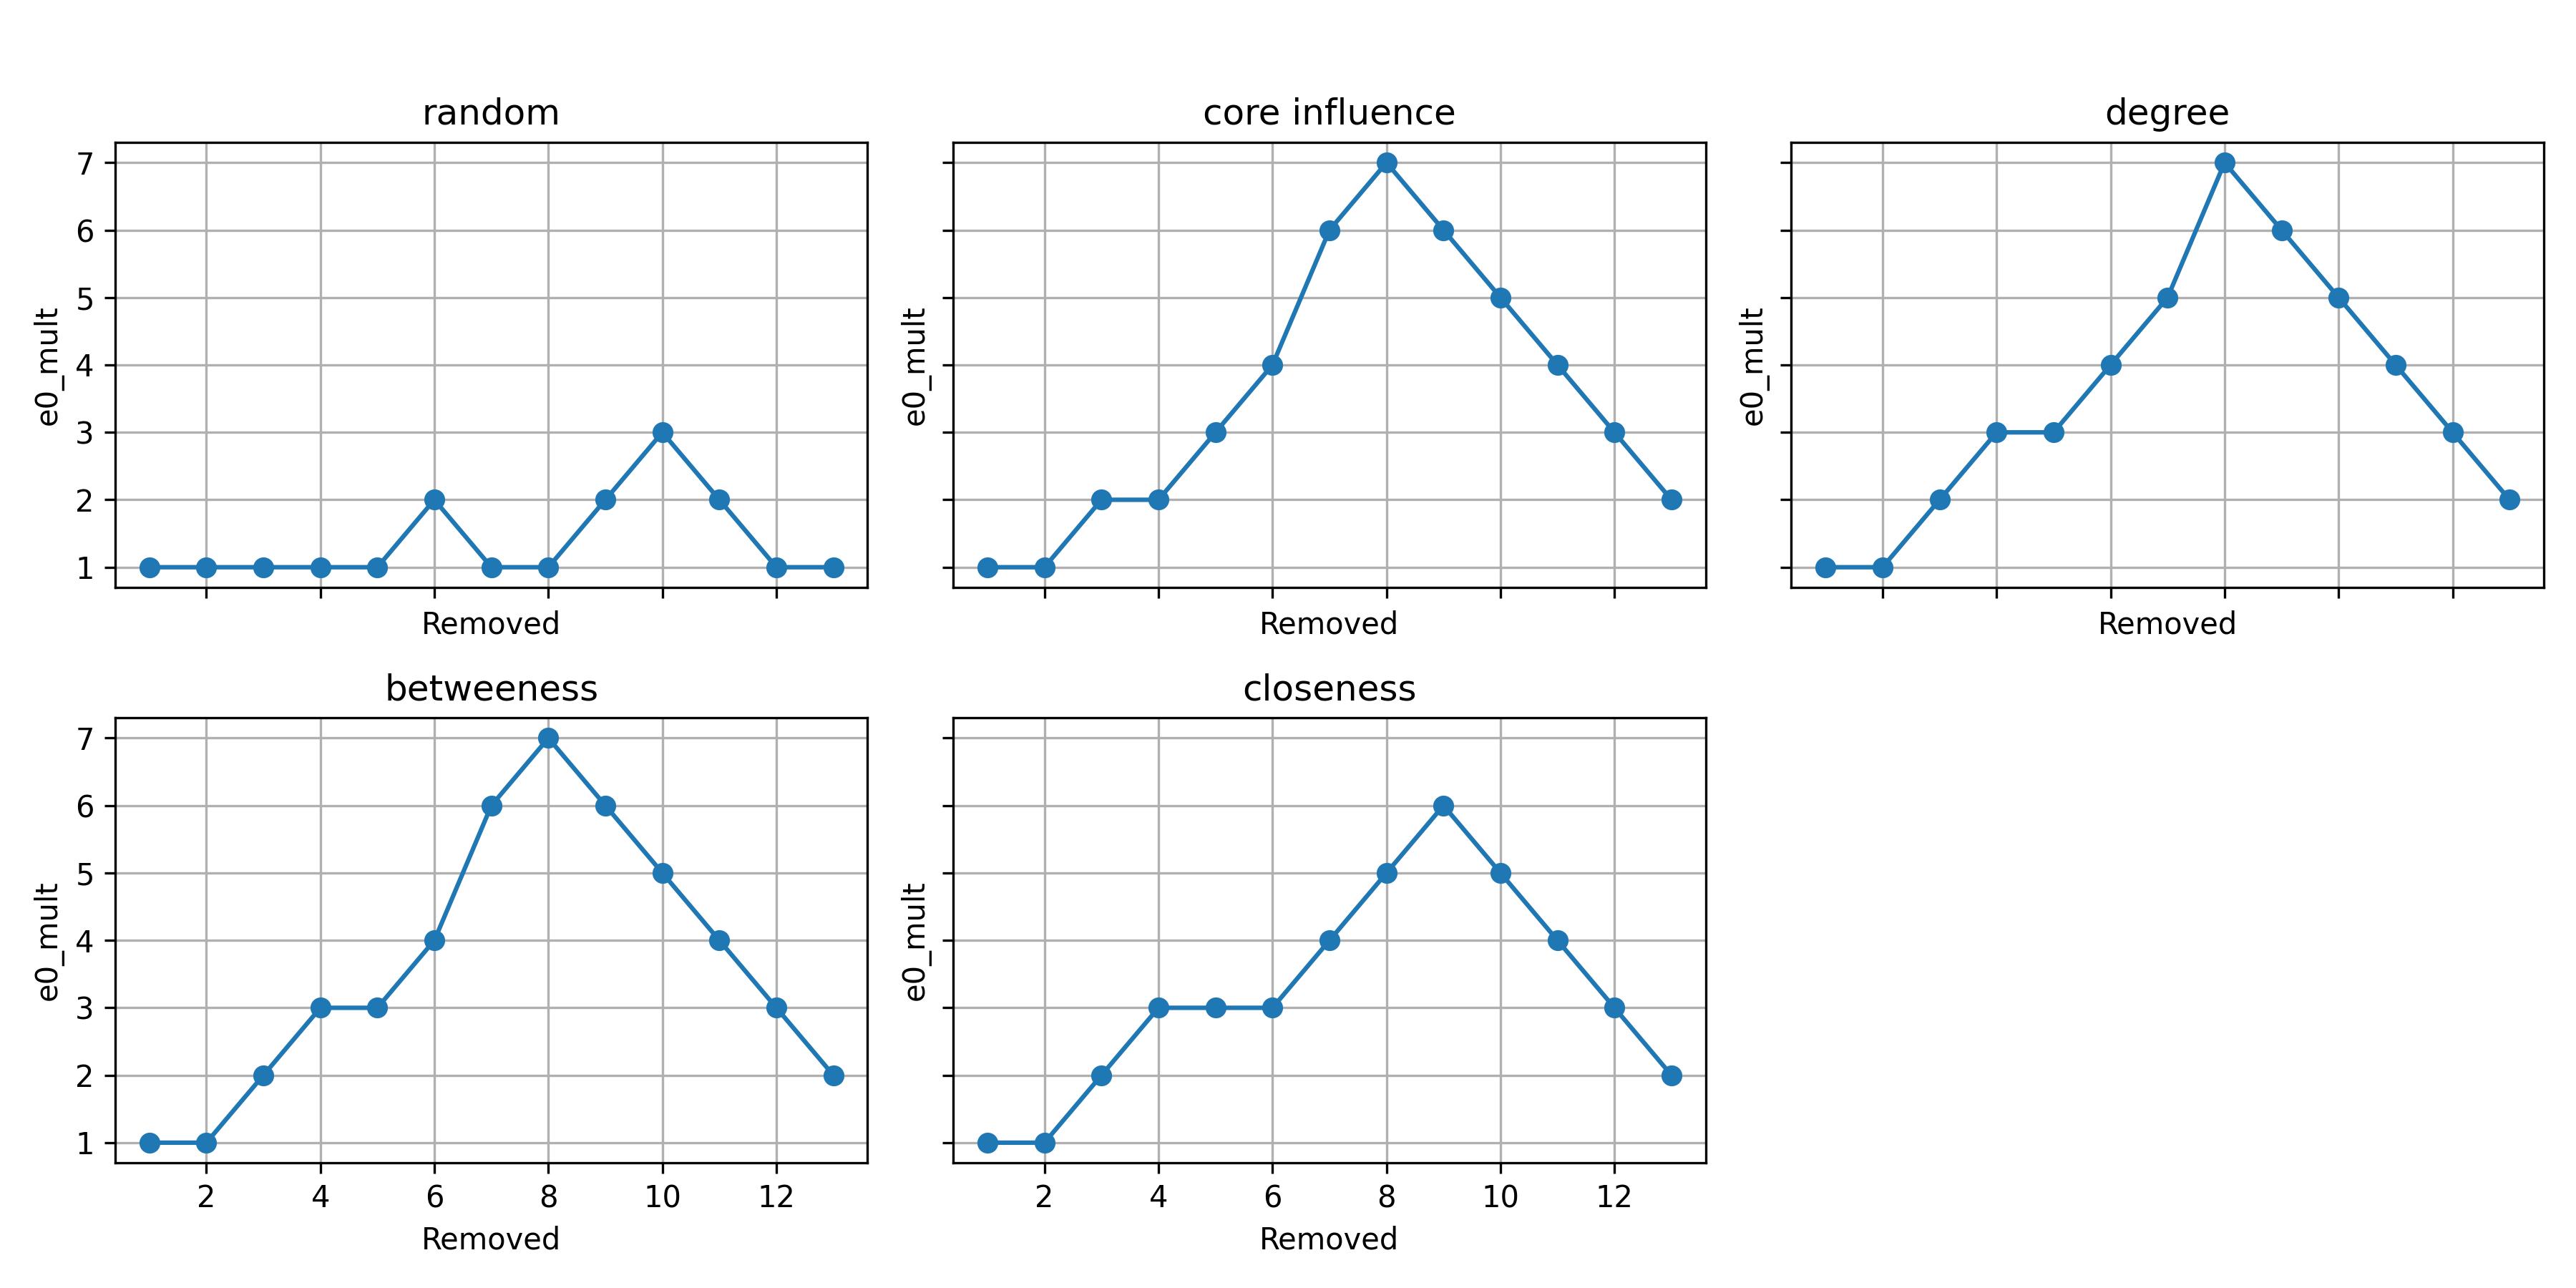 random
core influence
degree
7
6
5
4
3
2
1
e0_mult
e0_mult
e0_mult
Removed
Removed
Removed
betweeness
closeness
7
6
5
4
3
2
1
e0_mult
e0_mult
2 4 6 8 10 12
2 4 6 8 10 12
Removed
Removed